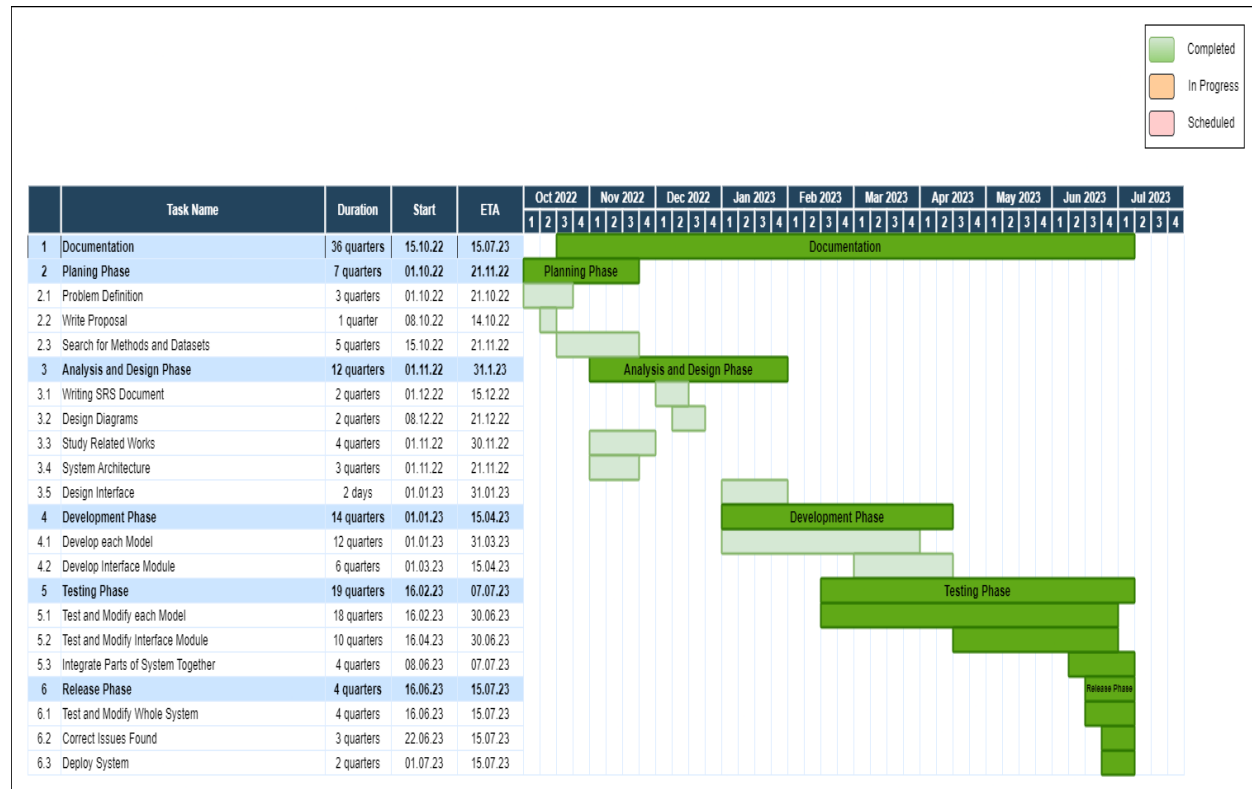 Completed
In Progress
Scheduled
Task Name Duration Start ETA Oct 2022 Nov 2022 Dec 2022 Jan 2023 Feb 2023 Mar 2023 Apr 2023 May 2023 Jun 2023 Jul 2023
1 2 3 4 1 2 3 4 1 2 3 4 1 2 3 4 1 2 3 4 1 2 3 4 1 2 3 4 1 2 3 4 1 2 3 4 1 2 3 4
1 Documentation 36 quarters 15.10.22 15.07.23 Documentation
2 Planing Phase 7 quarters 01.10.22 21.11.22 Planning Phase
2.1 Problem Definition 3 quarters 01.10.22 21.10.22
2.2 Write Proposal 1 quarter 08.10.22 14.10.22
2.3 Search for Methods and Datasets 5 quarters 15.10.22 21.11.22
3 Analysis and Design Phase 12 quarters 01.11.22 31.1.23 Analysis and Design Phase
3.1 Writing SRS Document 2 quarters 01.12.22 15.12.22
3.2 Design Diagrams 2 quarters 08.12.22 21.12.22
3.3 Study Related Works 4 quarters 01.11.22 30.11.22
3.4 System Architecture 3 quarters 01.11.22 21.11.22
3.5 Design Interface 2 days 01.01.23 31.01.23
4 Development Phase 14 quarters 01.01.23 15.04.23 Development Phase
4.1 Develop each Model 12 quarters 01.01.23 31.03.23
4.2 Develop Interface Module 6 quarters 01.03.23 15.04.23
5 Testing Phase 19 quarters 16.02.23 07.07.23 Testing Phase
5.1 Test and Modify each Model 18 quarters 16.02.23 30.06.23
5.2 Test and Modify Interface Module 10 quarters 16.04.23 30.06.23
5.3 Integrate Parts of System Together 4 quarters 08.06.23 07.07.23
6 Release Phase 4 quarters 16.06.23 15.07.23 Release Phase
6.1 Test and Modify Whole System 4 quarters 16.06.23 15.07.23
6.2 Correct Issues Found 3 quarters 22.06.23 15.07.23
6.3 Deploy System 2 quarters 01.07.23 15.07.23